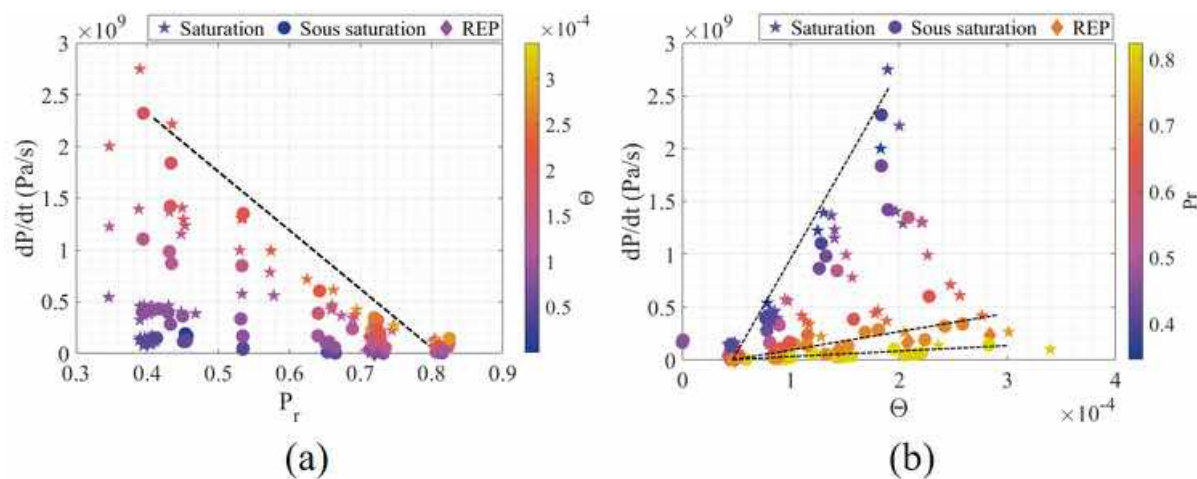 ×10⁹
★ Saturation ● Sous saturation ♦ REP
×10⁻⁴
3
2.5
2
1.5
1
0.5
0
dP/dt (Pa/s)
0.3 0.4 0.5 0.6 0.7 0.8 0.9
P_r
3
2.5
2
1.5
1
0.5
Θ
(a)
×10⁹
★ Saturation ● Sous saturation ♦ REP
3
2.5
2
1.5
1
0.5
0
dP/dt (Pa/s)
0 1 2 3 4
Θ
×10⁻⁴
0.8
0.7
0.6
0.5
0.4
Pr
(b)